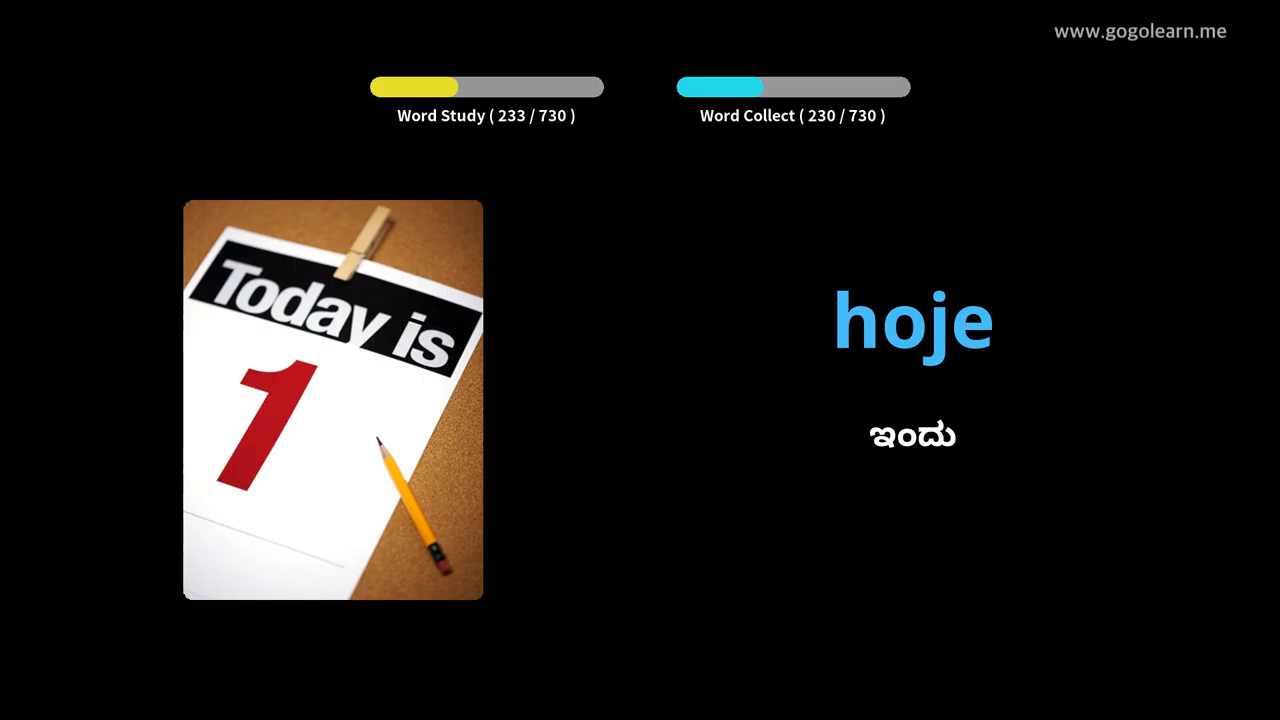 www.gogolearn.me
Word Study ( 233 / 730 )
Word Collect ( 230 / 730 )
Today is
1
hoje
ಇಂದು